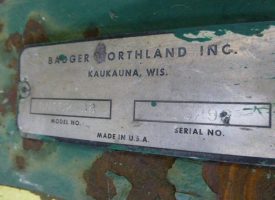 BADGER NORTHLAND INC.
KAUKAUNA, WIS.
MODEL NO.
SERIAL NO.
MADE IN U.S.A.